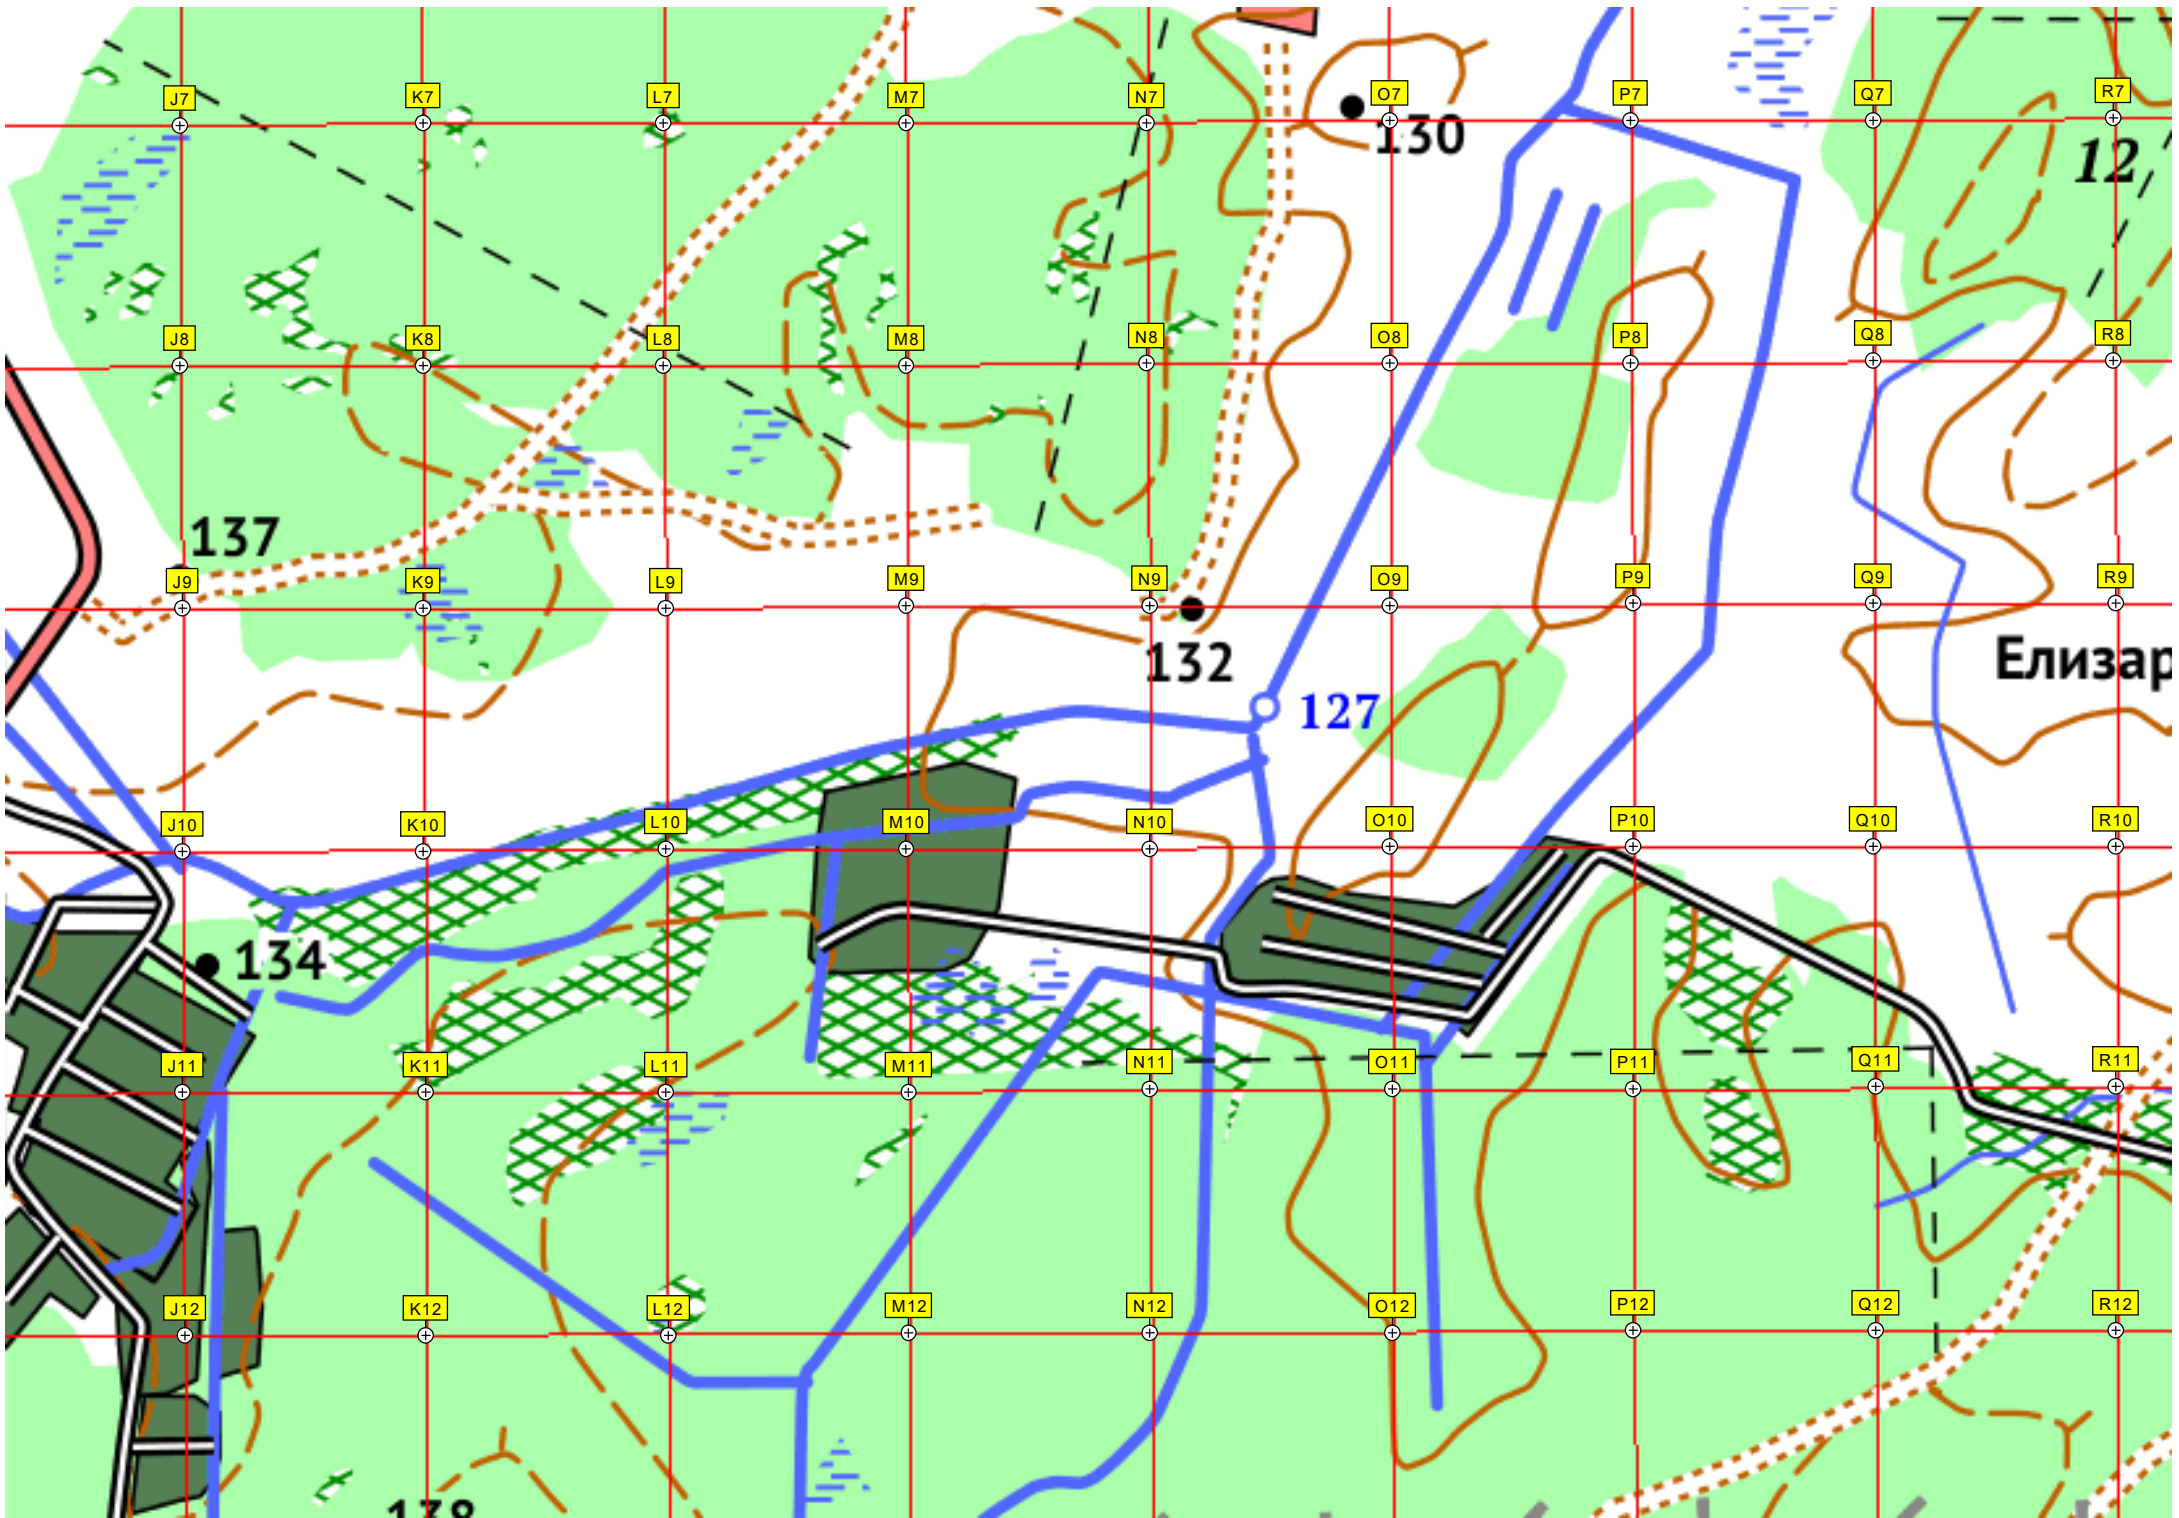 J7 K7 L7 M7 N7 O7 P7 Q7 R7
130
12
J8 K8 L8 M8 N8 O8 P8 Q8 R8
137
J9 K9 L9 M9 N9 O9 P9 Q9 R9
132
Елизар
127
J10 K10 L10 M10 N10 O10 P10 Q10 R10
134
J11 K11 L11 M11 N11 O11 P11 Q11 R11
J12 K12 L12 M12 N12 O12 P12 Q12 R12
138